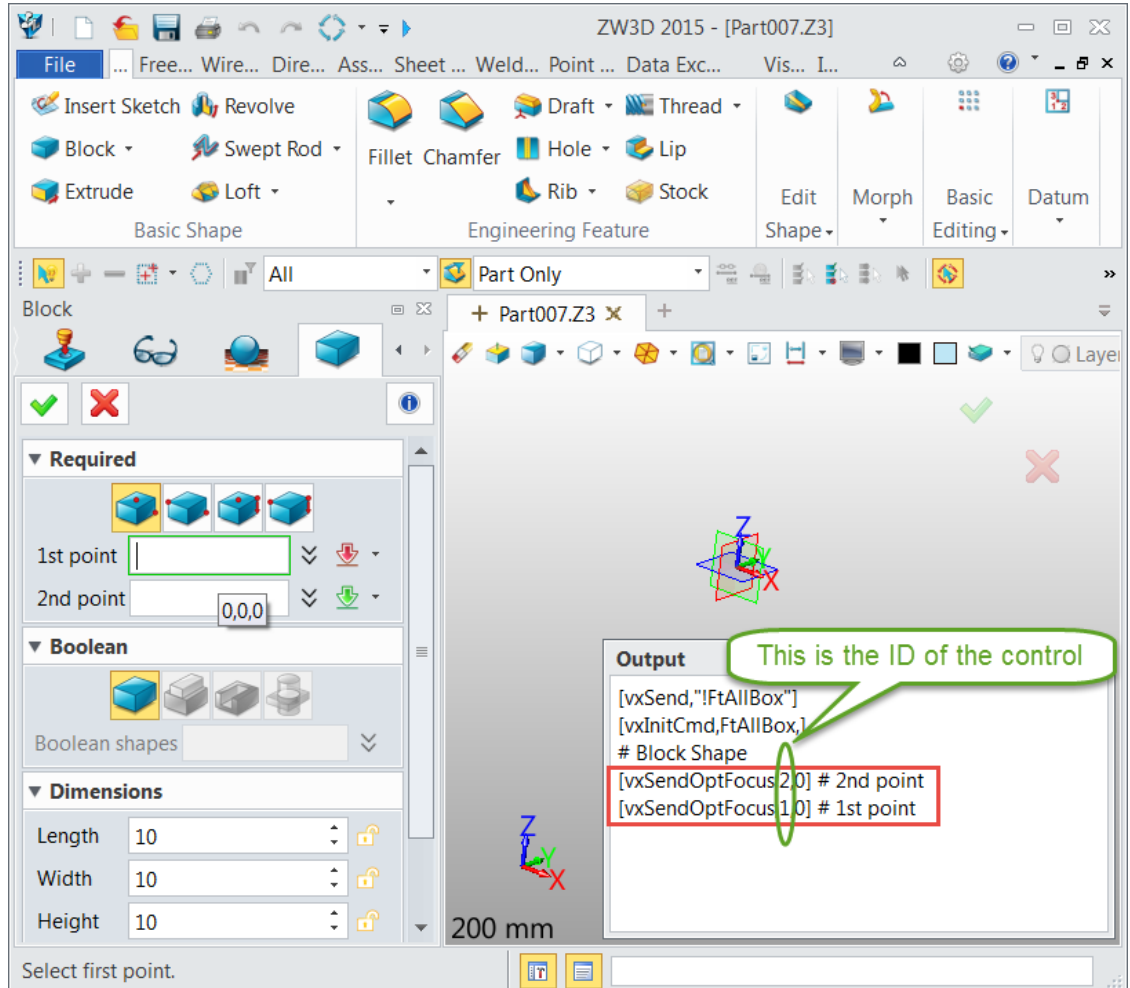 ZW3D 2015 - [Part007.Z3]
File ... Free... Wire... Dire... Ass... Sheet ... Weld... Point ... Data Exc... Vis... I...
Insert Sketch Revolve Draft Thread
Block Swept Rod Fillet Chamfer Hole Lip
Extrude Loft Rib Stock Edit Morph Basic Datum
Basic Shape Engineering Feature Shape Editing
All Part Only
Block + Part007.Z3 +
Layer
Required
1st point
2nd point 0,0,0
Boolean
Boolean shapes
Dimensions
Length 10
Width 10
Height 10
Z
Y
X
Z
Y
X
200 mm
Output
This is the ID of the control
[vxSend,"!FtAllBox"]
[vxInitCmd,FtAllBox,]
# Block Shape
[vxSendOptFocus,2,0] # 2nd point
[vxSendOptFocus,1,0] # 1st point
Select first point.